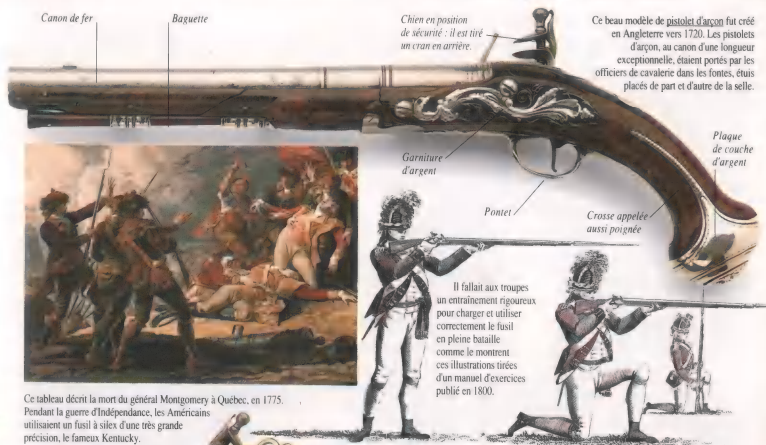 Canon de fer
Baguette
Chien en position
de sécurité : il est tiré
un cran en arrière.
Ce beau modèle de pistolet d'arçon fut créé
en Angleterre vers 1720. Les pistolets
d'arçon, au canon d'une longueur
exceptionnelle, étaient portés par les
officiers de cavalerie dans les fontes, étuis
placés de part et d'autre de la selle.
Garniture
d'argent
Pontet
Crosse appelée
aussi poignée
Plaque
de couche
d'argent
Il fallait aux troupes
un entraînement rigoureux
pour charger et utiliser
correctement le fusil
en pleine bataille
comme le montrent
ces illustrations tirées
d'un manuel d'exercices
publié en 1800.
Ce tableau décrit la mort du général Montgomery à Québec, en 1775.
Pendant la guerre d'Indépendance, les Américains
utilisaient un fusil à silex d'une très grande
précision, le fameux Kentucky.